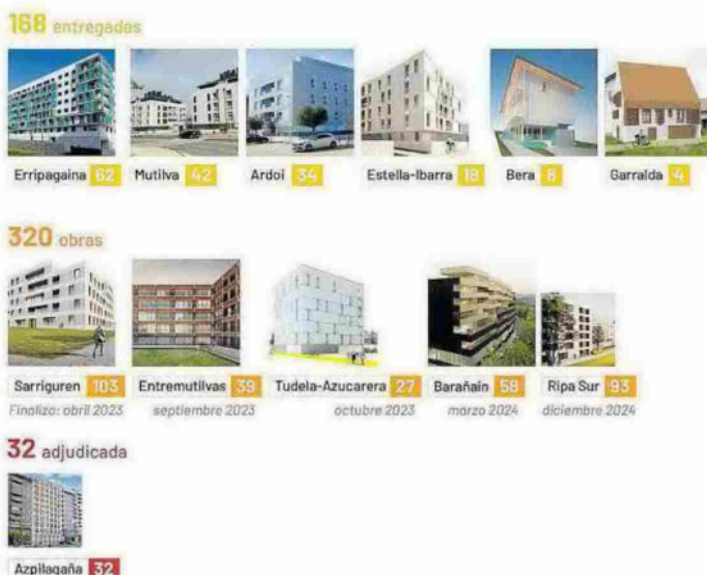 168 entregadas
Erripagaina 62 Mutilva 42 Ardoi 34 Estella-Ibarra 18 Bera 8 Garralda 4
320 obras
Sarriguren 103 Entremutilvas 39 Tudela-Azucarera 27 Barañain 58 Ripa Sur 93
Finaliza: abril 2023 septiembre 2023 octubre 2023 marzo 2024 diciembre 2024
32 adjudicada
Azpilagaña 32